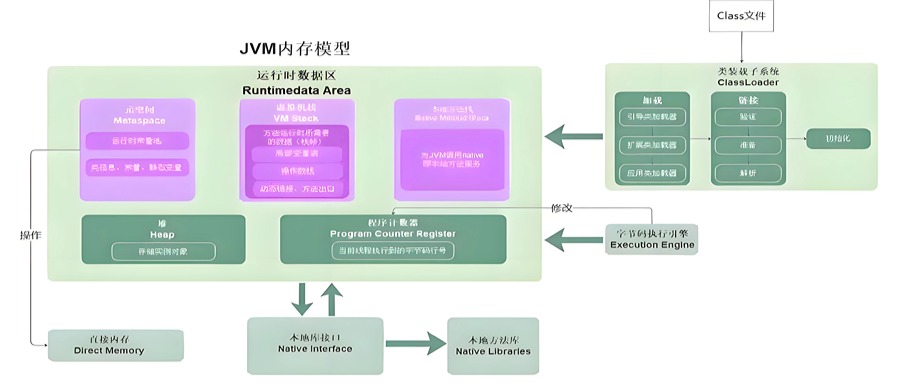 Class文件
JVM内存模型
运行时数据区
Runtimedata Area
类装载子系统
ClassLoader
元空间
Metaspace
运行时常量池
类信息、常量、静态变量
虚拟机栈
VM Stack
方法运行时所需要
的数据（栈帧）
局部变量表
操作数栈
动态链接、方法出口
本地方法栈
为JVM调用native
即本地方法服务
加载
引导类加载器
扩展类加载器
应用类加载器
链接
验证
准备
解析
初始化
堆
Heap
存储实例对象
程序计数器
Program Counter Register
当前线程执行到的字节码行号
修改
字节码执行引擎
Execution Engine
操作
直接内存
Direct Memory
本地库接口
Native Interface
本地方法库
Native Libraries